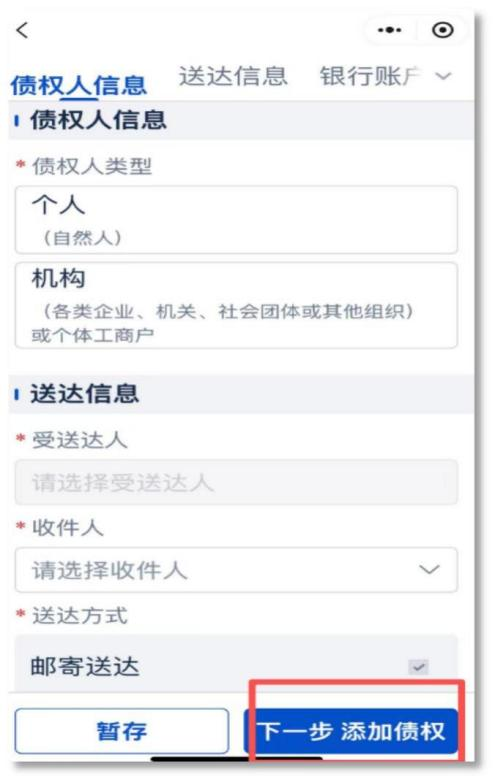 债权人信息 送达信息 银行账户
债权人信息
* 债权人类型
个人
（自然人）
机构
（各类企业、机关、社会团体或其他组织）
或个体工商户
送达信息
* 受送达人
请选择受送达人
* 收件人
请选择收件人
* 送达方式
邮寄送达
暂存 下一步 添加债权